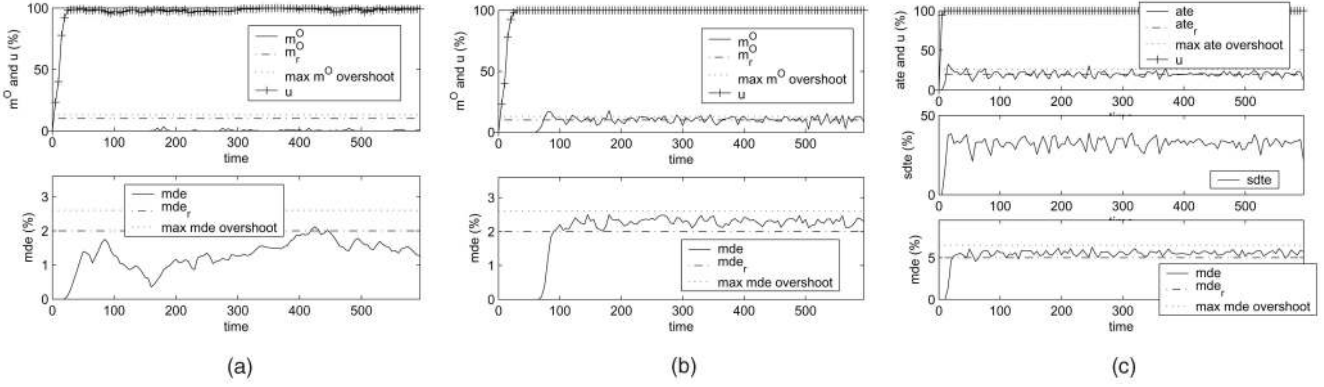 100
50
0
0 100 200 300 400 500
time
m^O and u (%)
m^O
m_r^O
max m^O overshoot
u
3
2
1
0
0 100 200 300 400 500
time
mde (%)
mde
mde_r
max mde overshoot
(a)
100
50
0
0 100 200 300 400 500
time
m^O and u (%)
m^O
m_r^O
max m^O overshoot
u
3
2
1
0
0 100 200 300 400 500
time
mde (%)
mde
mde_r
max mde overshoot
(b)
100
50
0
0 100 200 300 400 500
ate and u (%)
ate
ate_r
max ate overshoot
u
50
0
0 100 200 300 400 500
sdte (%)
sdte
5
0
0 100 200 300 400 500
time
mde (%)
mde
mde_r
max mde overshoot
(c)